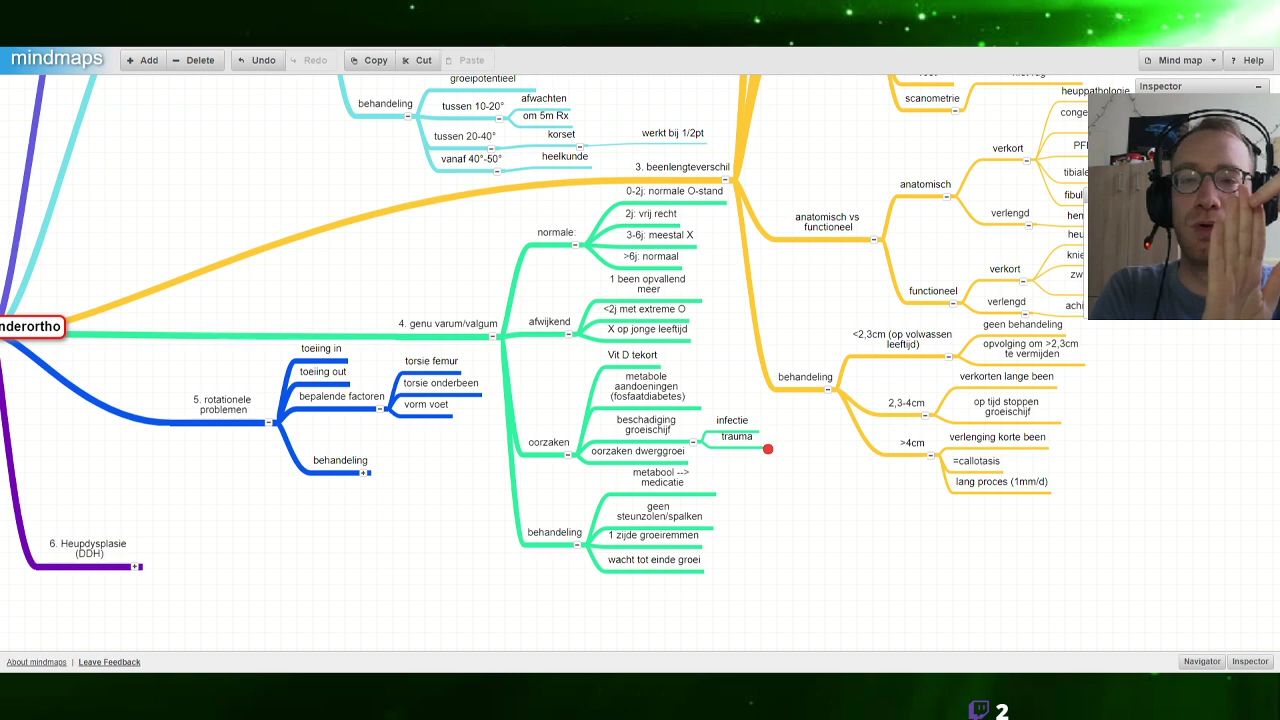 mindmaps
Add
Delete
Undo
Redo
Copy
Cut
Paste
Mind map
? Help
Inspector
groeipotentieel
behandeling
tussen 10-20°
afwachten
om 5m Rx
tussen 20-40°
korset
werkt bij 1/2pt
vanaf 40°-50°
heelkunde
3. beenlengteverschil
scanometrie
heuppathologie
verkort
tibiale
anatomisch
verlengd
anatomisch vs
functioneel
verkort
functioneel
verlengd
behandeling
<2,3cm (op volwassen
leeftijd)
geen behandeling
opvolging om >2,3cm
te vermijden
2,3-4cm
verkorten lange been
op tijd stoppen
groeischijf
>4cm
verlenging korte been
=callotasis
lang proces (1mm/d)
nderortho
4. genu varum/valgum
normale:
0-2j: normale O-stand
2j: vrij recht
3-6j: meestal X
>6j: normaal
afwijkend
1 been opvallend
meer
<2j met extreme O
X op jonge leeftijd
oorzaken
Vit D tekort
metabole
aandoeningen
(fosfaatdiabetes)
beschadiging
groeischijf
infectie
trauma
oorzaken dwerggroei
behandeling
metabool -->
medicatie
geen
steunzolen/spalken
1 zijde groeiremmen
wacht tot einde groei
5. rotationele
problemen
toeiing in
toeiing out
bepalende factoren
torsie femur
torsie onderbeen
vorm voet
behandeling
6. Heupdysplasie
(DDH)
About mindmaps | Leave Feedback
Navigator
Inspector
2